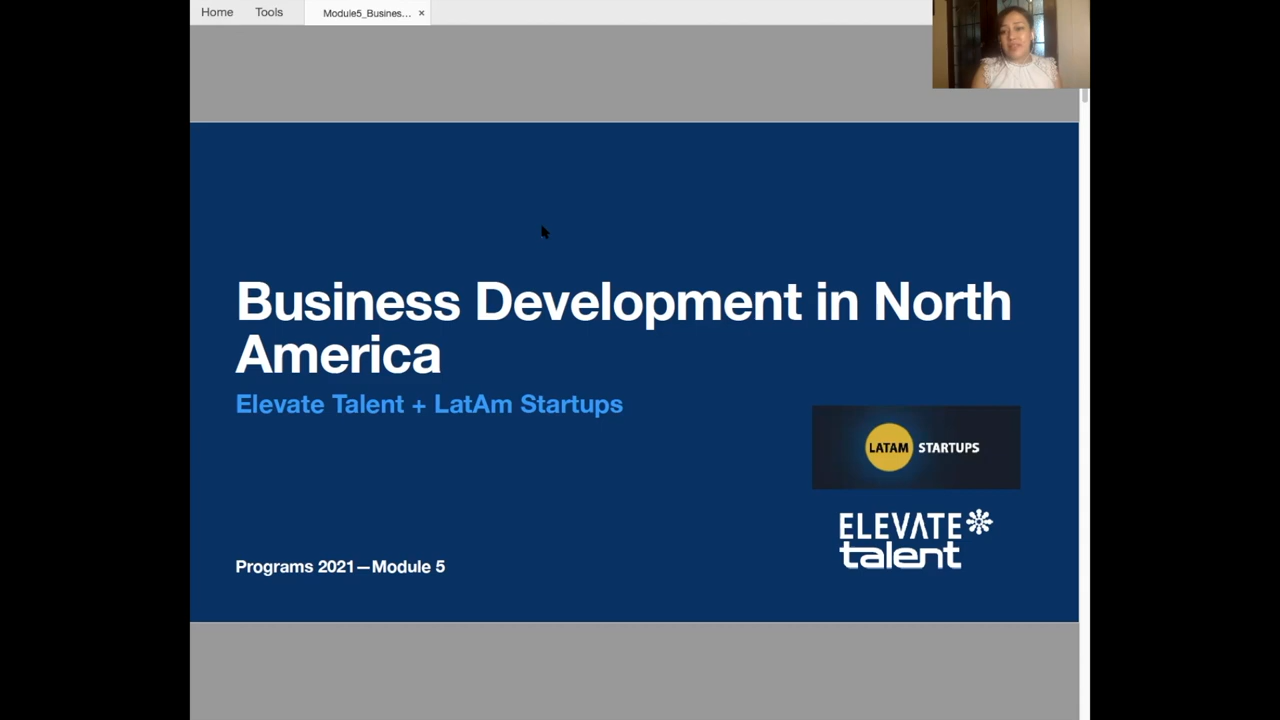 Home Tools Module5_Busines... ×
Business Development in North
America
Elevate Talent + LatAm Startups
LATAM STARTUPS
ELEVATE
talent
Programs 2021—Module 5